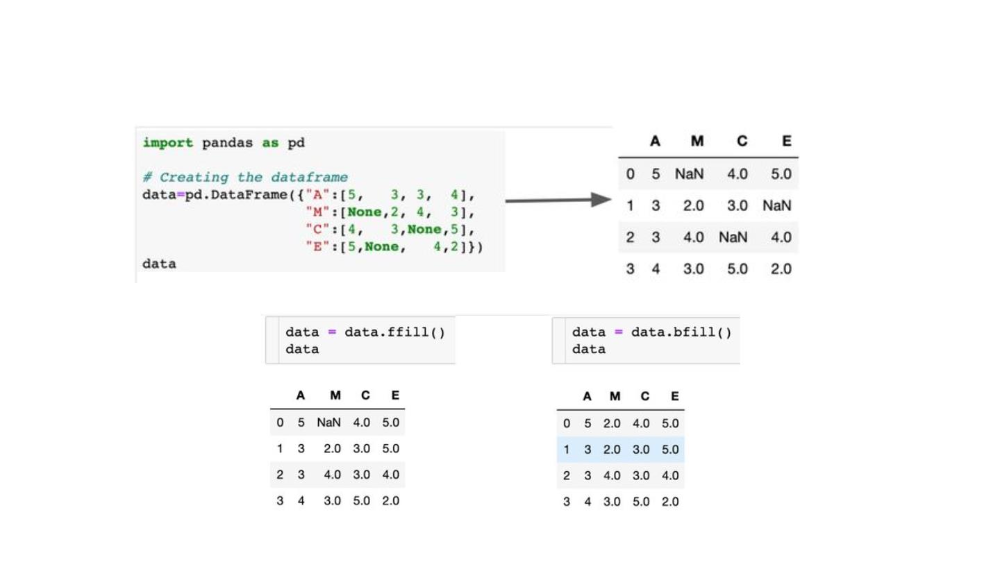 import pandas as pd
# Creating the dataframe
data=pd.DataFrame({"A":[5,   3, 3,  4],
"M":[None,2, 4,  3],
"C":[4,   3,None,5],
"E":[5,None,   4,2]})
data
A M C E
0 5 NaN 4.0 5.0
1 3 2.0 3.0 NaN
2 3 4.0 NaN 4.0
3 4 3.0 5.0 2.0
data = data.ffill()
data
A M C E
0 5 NaN 4.0 5.0
1 3 2.0 3.0 5.0
2 3 4.0 3.0 4.0
3 4 3.0 5.0 2.0
data = data.bfill()
data
A M C E
0 5 2.0 4.0 5.0
1 3 2.0 3.0 5.0
2 3 4.0 3.0 4.0
3 4 3.0 5.0 2.0